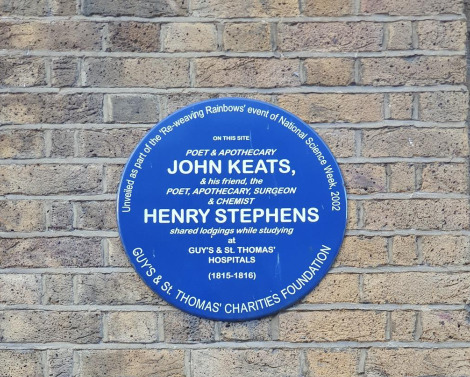 Unveiled as part of the 'Re-weaving Rainbows' event of National Science Week, 2002
ON THIS SITE
POET & APOTHECARY
JOHN KEATS,
& his friend, the
POET, APOTHECARY, SURGEON
& CHEMIST
HENRY STEPHENS
shared lodgings while studying
at
GUY'S & St. THOMAS'
HOSPITALS
(1815-1816)
GUY'S & St. THOMAS' CHARITIES FOUNDATION